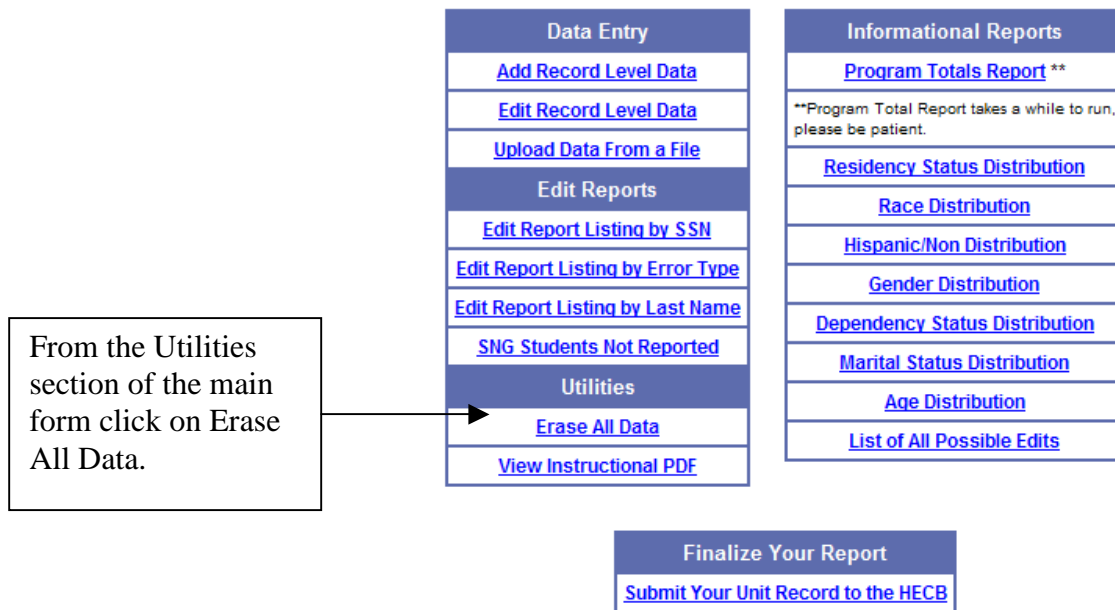 Data Entry
Add Record Level Data
Edit Record Level Data
Upload Data From a File
Edit Reports
Edit Report Listing by SSN
Edit Report Listing by Error Type
Edit Report Listing by Last Name
SNG Students Not Reported
Utilities
Erase All Data
View Instructional PDF
Informational Reports
Program Totals Report **
**Program Total Report takes a while to run,
please be patient.
Residency Status Distribution
Race Distribution
Hispanic/Non Distribution
Gender Distribution
Dependency Status Distribution
Marital Status Distribution
Age Distribution
List of All Possible Edits
From the Utilities
section of the main
form click on Erase
All Data.
Finalize Your Report
Submit Your Unit Record to the HECB